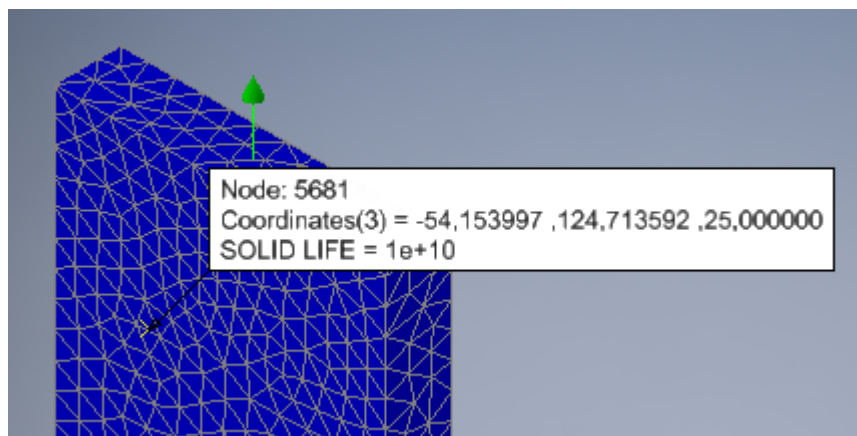 Node: 5681
Coordinates(3) = -54,153997 ,124,713592 ,25,000000
SOLID LIFE = 1e+10